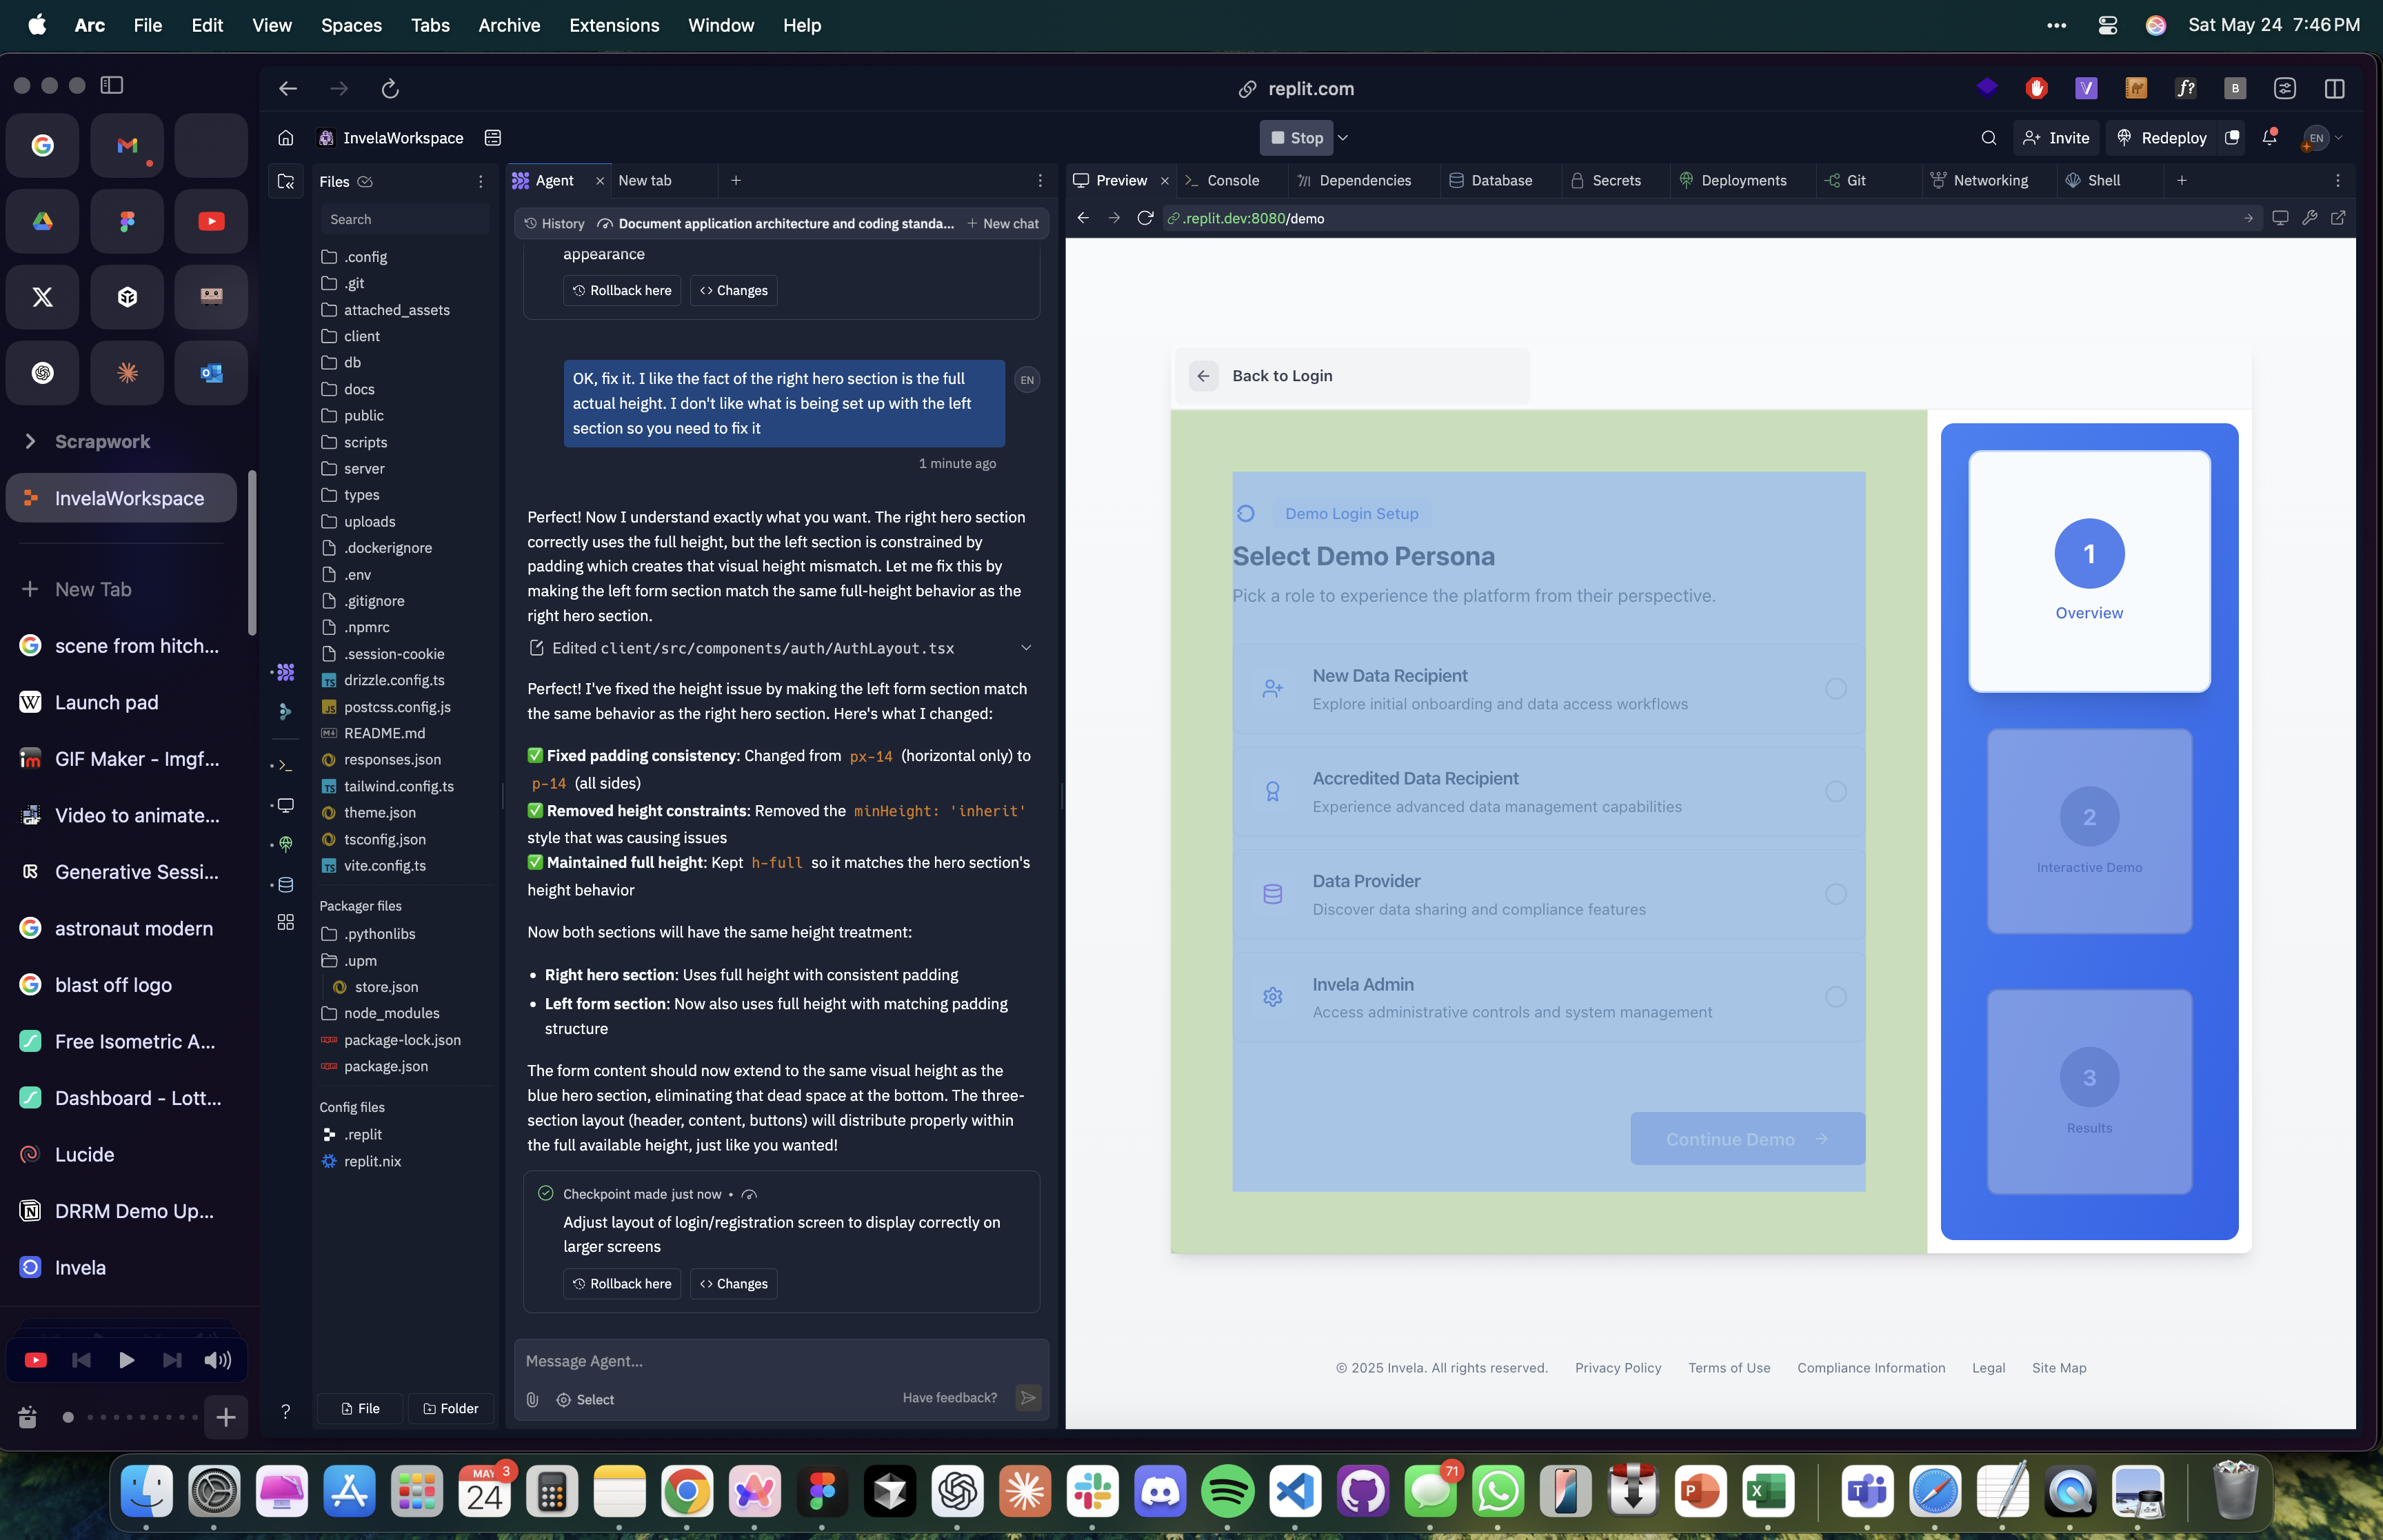 Arc File Edit View Spaces Tabs Archive Extensions Window Help
Sat May 24 7:46 PM
replit.com
InvelaWorkspace
Stop
Invite
Redeploy
EN
Scrapwork
InvelaWorkspace
New Tab
scene from hitch...
Launch pad
GIF Maker - Imgf...
Video to animate...
Generative Sessi...
astronaut modern
blast off logo
Free Isometric A...
Dashboard - Lott...
Lucide
DRRM Demo Up...
Invela
Files
Search
.config
.git
attached_assets
client
db
docs
public
scripts
server
types
uploads
.dockerignore
.env
.gitignore
.npmrc
.session-cookie
drizzle.config.ts
postcss.config.js
README.md
responses.json
tailwind.config.ts
theme.json
tsconfig.json
vite.config.ts
Packager files
.pythonlibs
.upm
store.json
node_modules
package-lock.json
package.json
Config files
.replit
replit.nix
File
Folder
Agent
New tab
History
Document application architecture and coding standa...
New chat
appearance
Rollback here
Changes
OK, fix it. I like the fact of the right hero section is the full
actual height. I don't like what is being set up with the left
section so you need to fix it
EN
1 minute ago
Perfect! Now I understand exactly what you want. The right hero section
correctly uses the full height, but the left section is constrained by
padding which creates that visual height mismatch. Let me fix this by
making the left form section match the same full-height behavior as the
right hero section.
Edited client/src/components/auth/AuthLayout.tsx
Perfect! I've fixed the height issue by making the left form section match
the same behavior as the right hero section. Here's what I changed:
✅ Fixed padding consistency: Changed from px-14 (horizontal only) to
p-14 (all sides)
✅ Removed height constraints: Removed the minHeight: 'inherit'
style that was causing issues
✅ Maintained full height: Kept h-full so it matches the hero section's
height behavior
Now both sections will have the same height treatment:
• Right hero section: Uses full height with consistent padding
• Left form section: Now also uses full height with matching padding
structure
The form content should now extend to the same visual height as the
blue hero section, eliminating that dead space at the bottom. The three-
section layout (header, content, buttons) will distribute properly within
the full available height, just like you wanted!
Checkpoint made just now •
Adjust layout of login/registration screen to display correctly on
larger screens
Rollback here
Changes
Message Agent...
Select
Have feedback?
Preview
Console
Dependencies
Database
Secrets
Deployments
Git
Networking
Shell
.replit.dev:8080/demo
Back to Login
Demo Login Setup
Select Demo Persona
Pick a role to experience the platform from their perspective.
New Data Recipient
Explore initial onboarding and data access workflows
Accredited Data Recipient
Experience advanced data management capabilities
Data Provider
Discover data sharing and compliance features
Invela Admin
Access administrative controls and system management
Continue Demo
1
Overview
2
Interactive Demo
3
Results
© 2025 Invela. All rights reserved.
Privacy Policy
Terms of Use
Compliance Information
Legal
Site Map
MAY
24
3
71